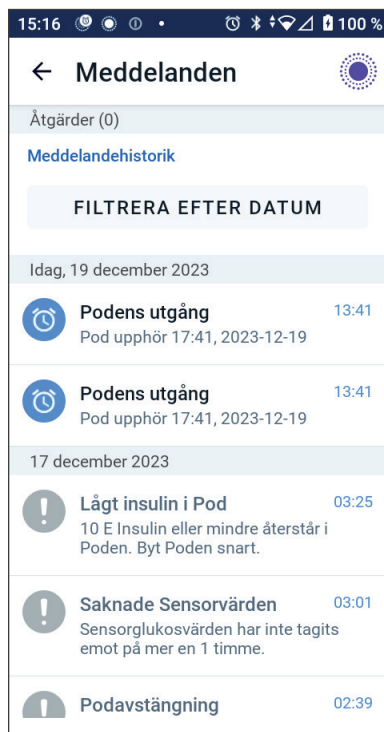 15:16 100 %
Meddelanden
Åtgärder (0)
Meddelandehistorik
FILTRERA EFTER DATUM
Idag, 19 december 2023
Podens utgång 13:41
Pod upphör 17:41, 2023-12-19
Podens utgång 13:41
Pod upphör 17:41, 2023-12-19
17 december 2023
Lågt insulin i Pod 03:25
10 E Insulin eller mindre återstår i
Poden. Byt Poden snart.
Saknade Sensorvärden 03:01
Sensorglukosvärden har inte tagits
emot på mer en 1 timme.
Podavstängning 02:39